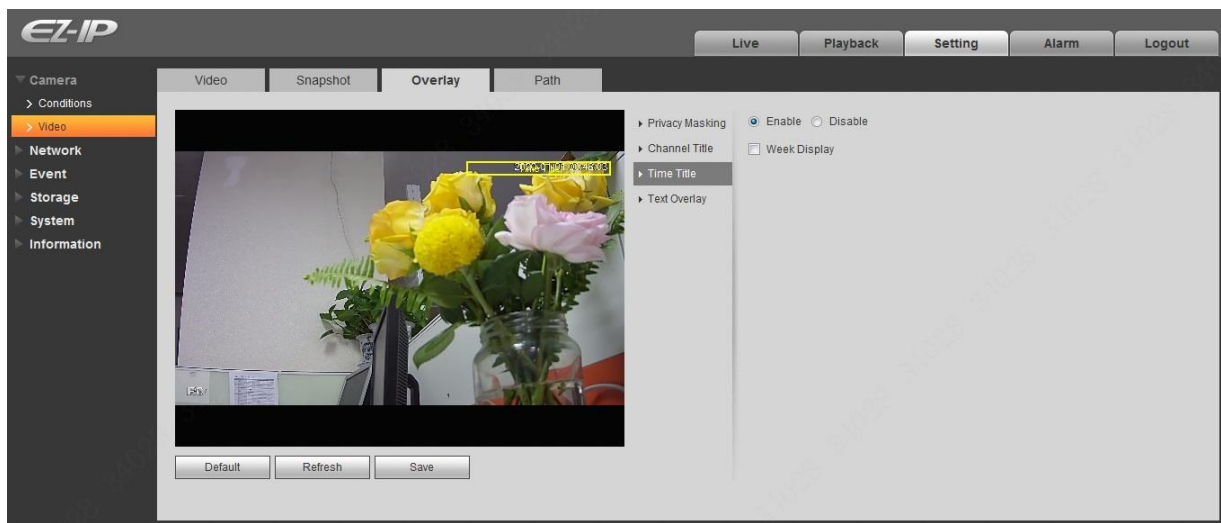 EZ-IP
Live Playback Setting Alarm Logout
Camera
Conditions
Video
Network
Event
Storage
System
Information
Video Snapshot Overlay Path
Privacy Masking
Channel Title
Time Title
Text Overlay
Enable Disable
Week Display
Default Refresh Save